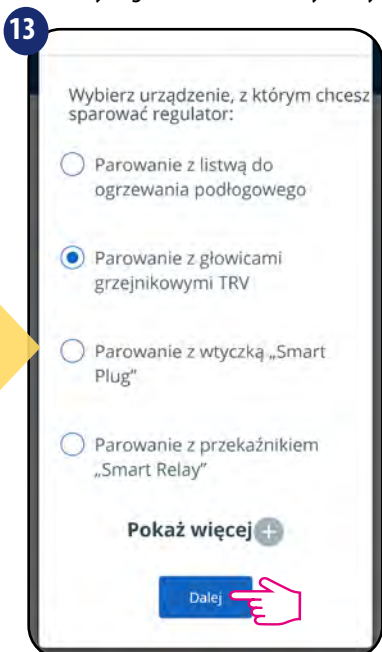 13
Wybierz urządzenie, z którym chcesz
sparować regulator:
Parowanie z listwą do
ogrzewania podłogowego
Parowanie z głowicami
grzejnikowymi TRV
Parowanie z wtyczką „Smart
Plug”
Parowanie z przekaźnikiem
„Smart Relay”
Pokaż więcej +
Dalej